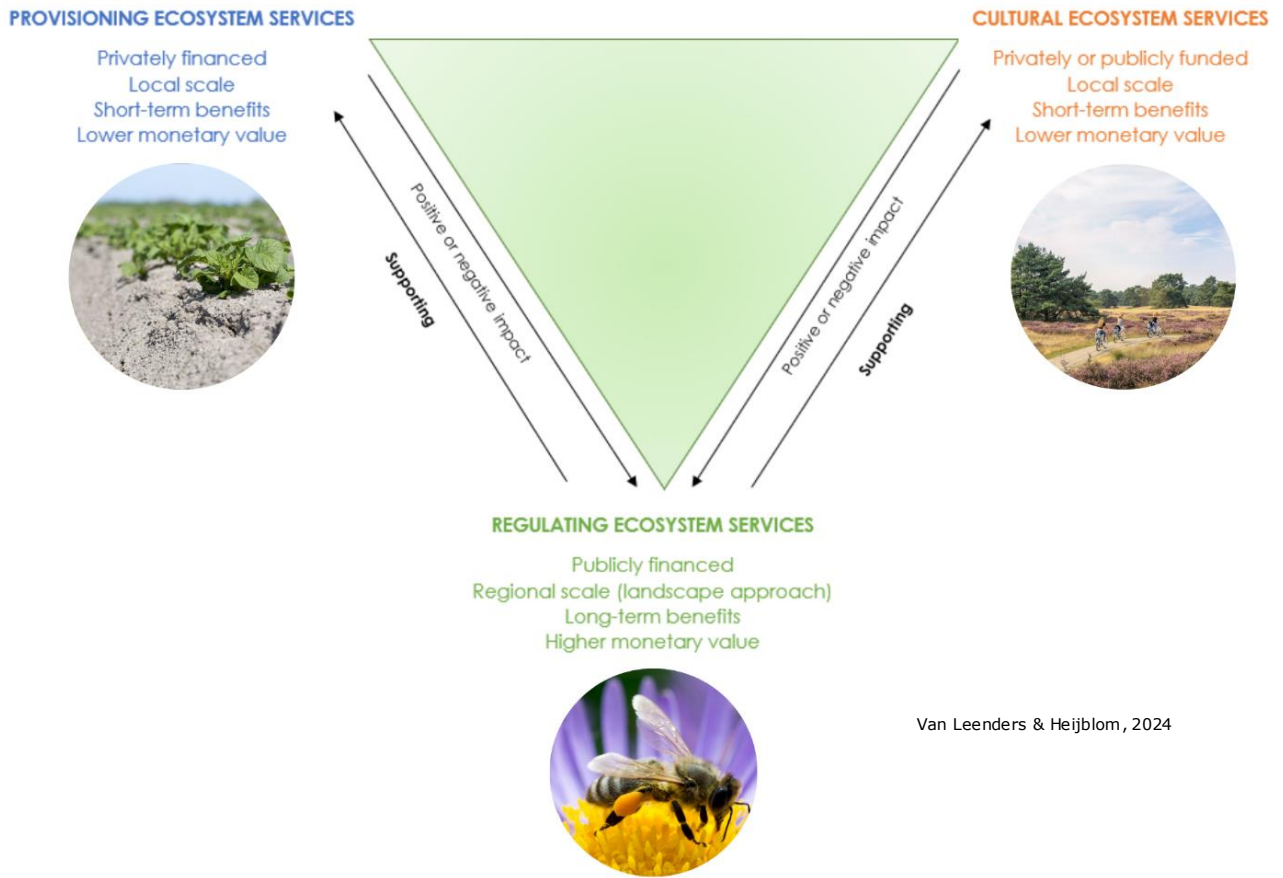 PROVISIONING ECOSYSTEM SERVICES
Privately financed
Local scale
Short-term benefits
Lower monetary value
CULTURAL ECOSYSTEM SERVICES
Privately or publicly funded
Local scale
Short-term benefits
Lower monetary value
Positive or negative impact
Supporting
Positive or negative impact
Supporting
REGULATING ECOSYSTEM SERVICES
Publicly financed
Regional scale (landscape approach)
Long-term benefits
Higher monetary value
Van Leenders & Heijblom, 2024